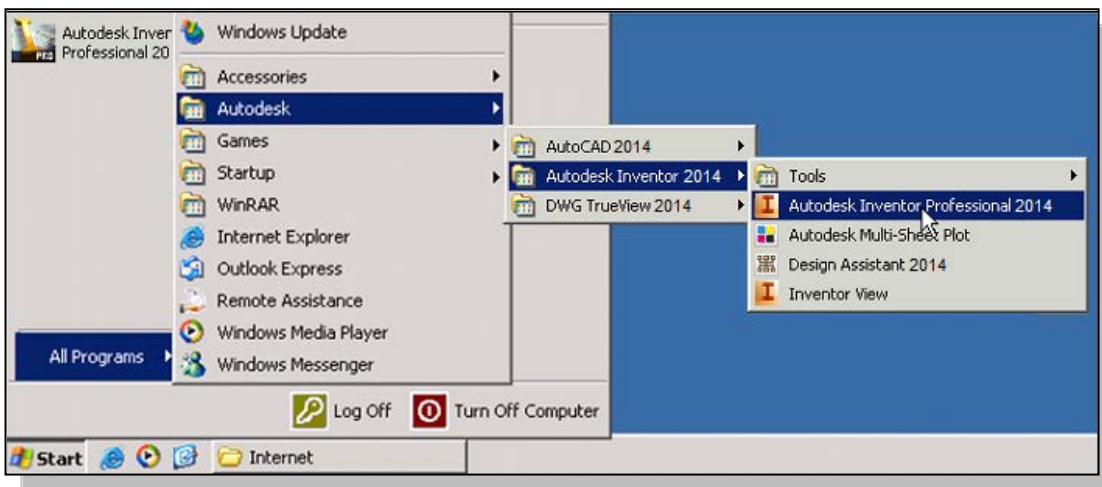 Autodesk Inver
Professional 20
Windows Update
Accessories
Autodesk
Games
Startup
WinRAR
Internet Explorer
Outlook Express
Remote Assistance
Windows Media Player
Windows Messenger
AutoCAD 2014
Autodesk Inventor 2014
DWG TrueView 2014
Tools
Autodesk Inventor Professional 2014
Autodesk Multi-Sheet Plot
Design Assistant 2014
Inventor View
All Programs
Log Off
Turn Off Computer
Start
Internet